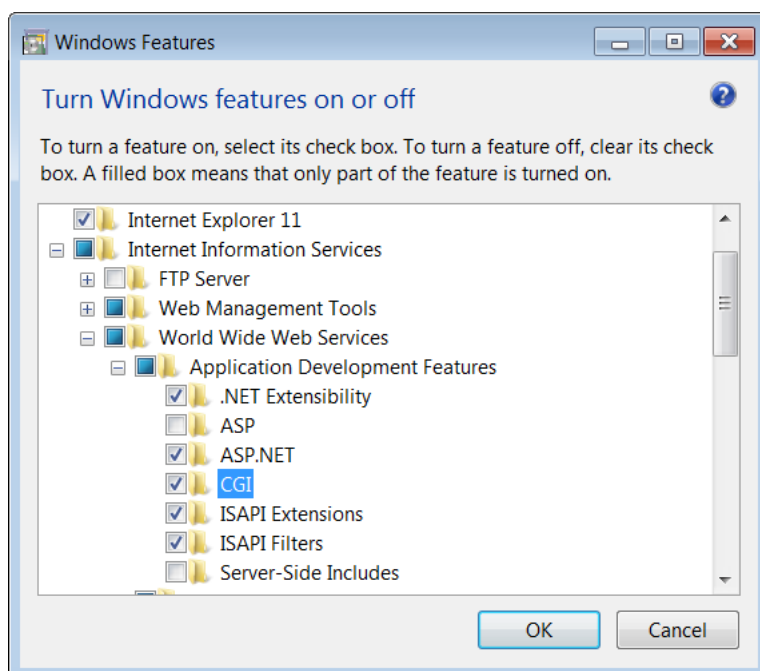 Windows Features
Turn Windows features on or off
To turn a feature on, select its check box. To turn a feature off, clear its check
box. A filled box means that only part of the feature is turned on.
Internet Explorer 11
Internet Information Services
FTP Server
Web Management Tools
World Wide Web Services
Application Development Features
.NET Extensibility
ASP
ASP.NET
CGI
ISAPI Extensions
ISAPI Filters
Server-Side Includes
OK Cancel